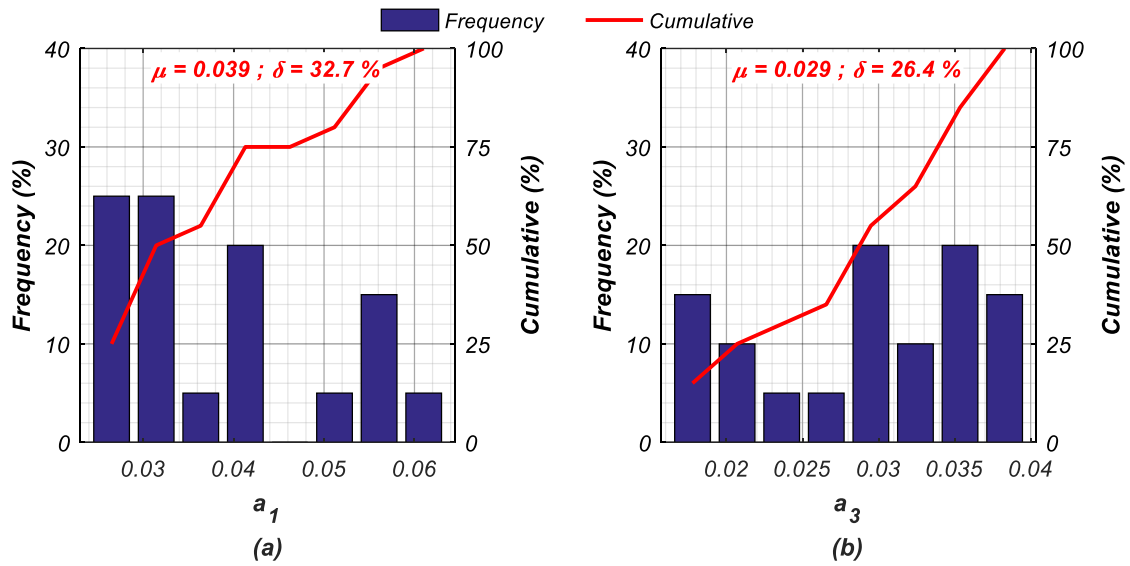 Frequency Cumulative
μ = 0.039 ; δ = 32.7 %
40
30
20
10
0
Frequency (%)
100
75
50
25
0
Cumulative (%)
0.03 0.04 0.05 0.06
a1
(a)
μ = 0.029 ; δ = 26.4 %
40
30
20
10
0
Frequency (%)
100
75
50
25
0
Cumulative (%)
0.02 0.025 0.03 0.035 0.04
a3
(b)